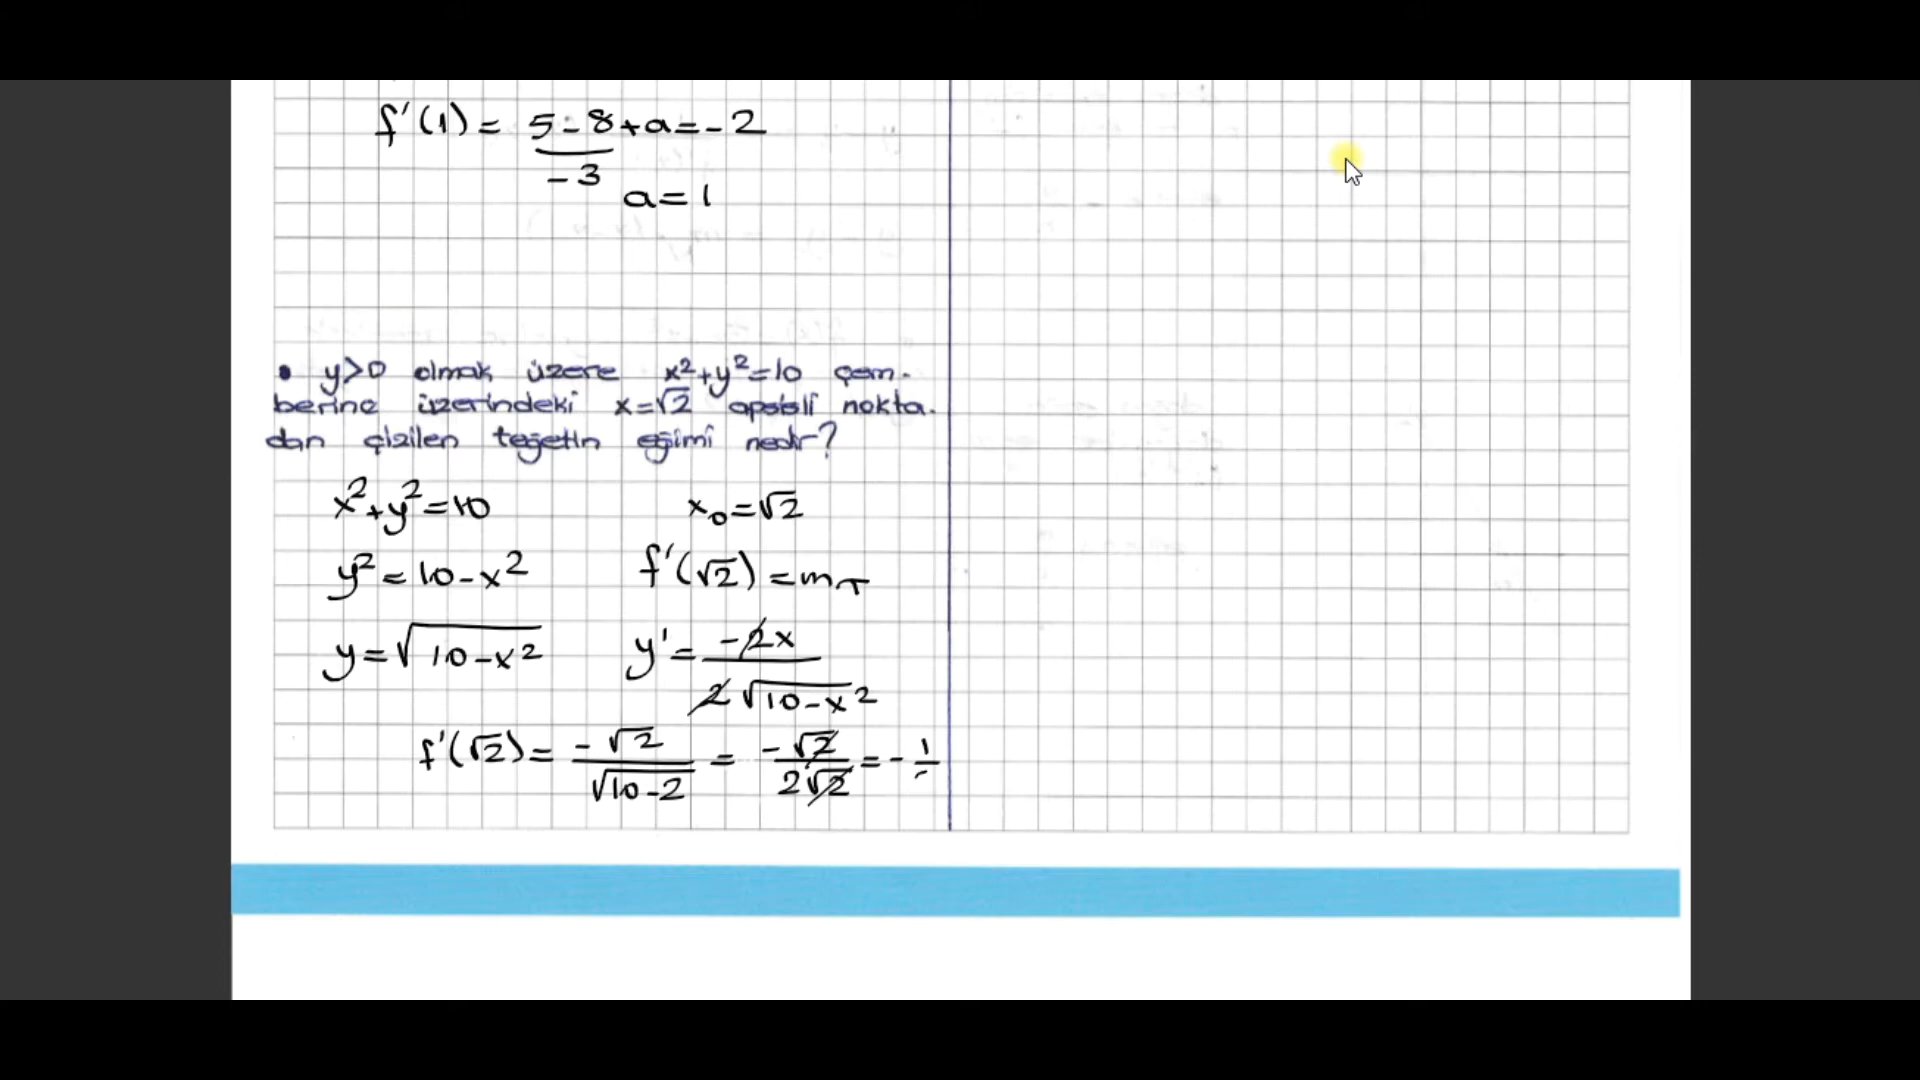 f'(1) = 5-8+a=-2
-3
a=1
• y>0 olmak üzere x²+y²=10 çem-
berine üzerindeki x=√2 apsisli nokta-
dan çizilen teğetin eğimi nedir?
x²+y²=10 x₀=√2
y²=10-x² f'(√2)=m_T
y=√(10-x²) y'=-2x/(2√(10-x²))
f'(√2)=-√2/√(10-2) = -√2/(2√2) = -1/